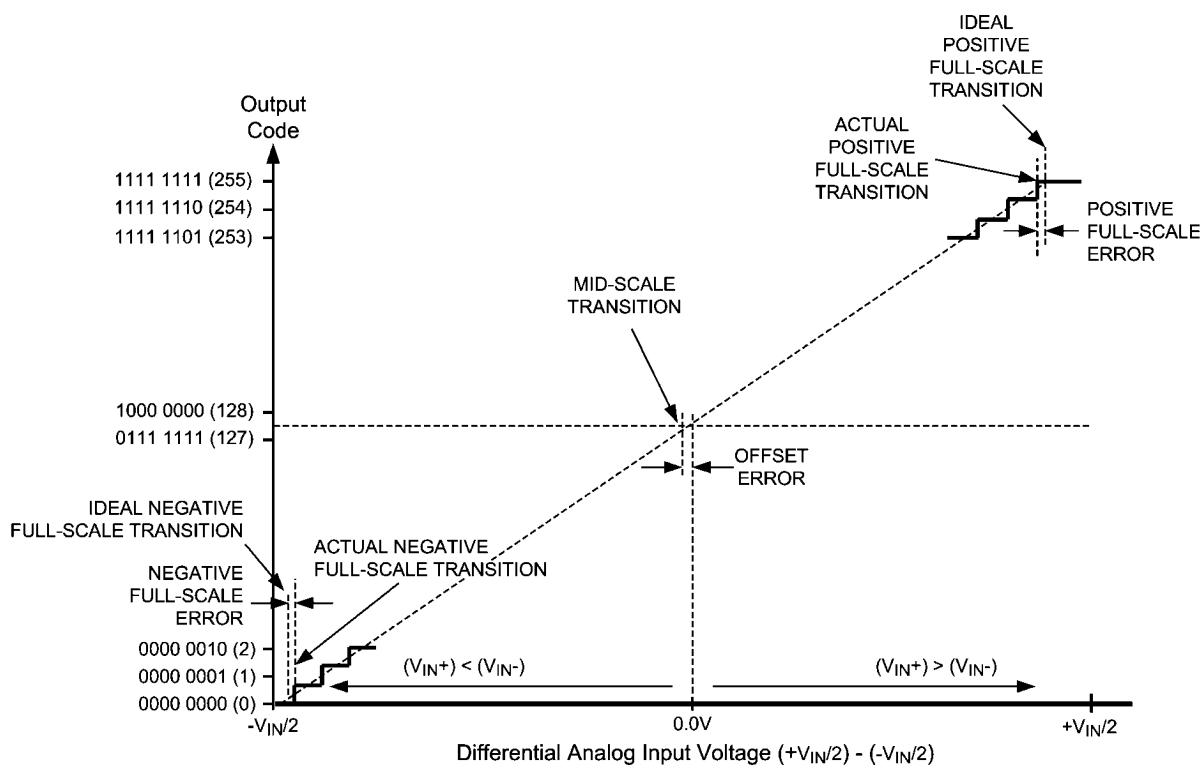 IDEAL
POSITIVE
FULL-SCALE
TRANSITION
Output
Code
ACTUAL
POSITIVE
FULL-SCALE
TRANSITION
1111 1111 (255)
1111 1110 (254)
1111 1101 (253)
POSITIVE
FULL-SCALE
ERROR
MID-SCALE
TRANSITION
1000 0000 (128)
0111 1111 (127)
OFFSET
ERROR
IDEAL NEGATIVE
FULL-SCALE TRANSITION
ACTUAL NEGATIVE
FULL-SCALE TRANSITION
NEGATIVE
FULL-SCALE
ERROR
0000 0010 (2)
0000 0001 (1)
0000 0000 (0)
(VIN+) < (VIN-)
(VIN+) > (VIN-)
-VIN/2
0.0V
+VIN/2
Differential Analog Input Voltage (+VIN/2) - (-VIN/2)